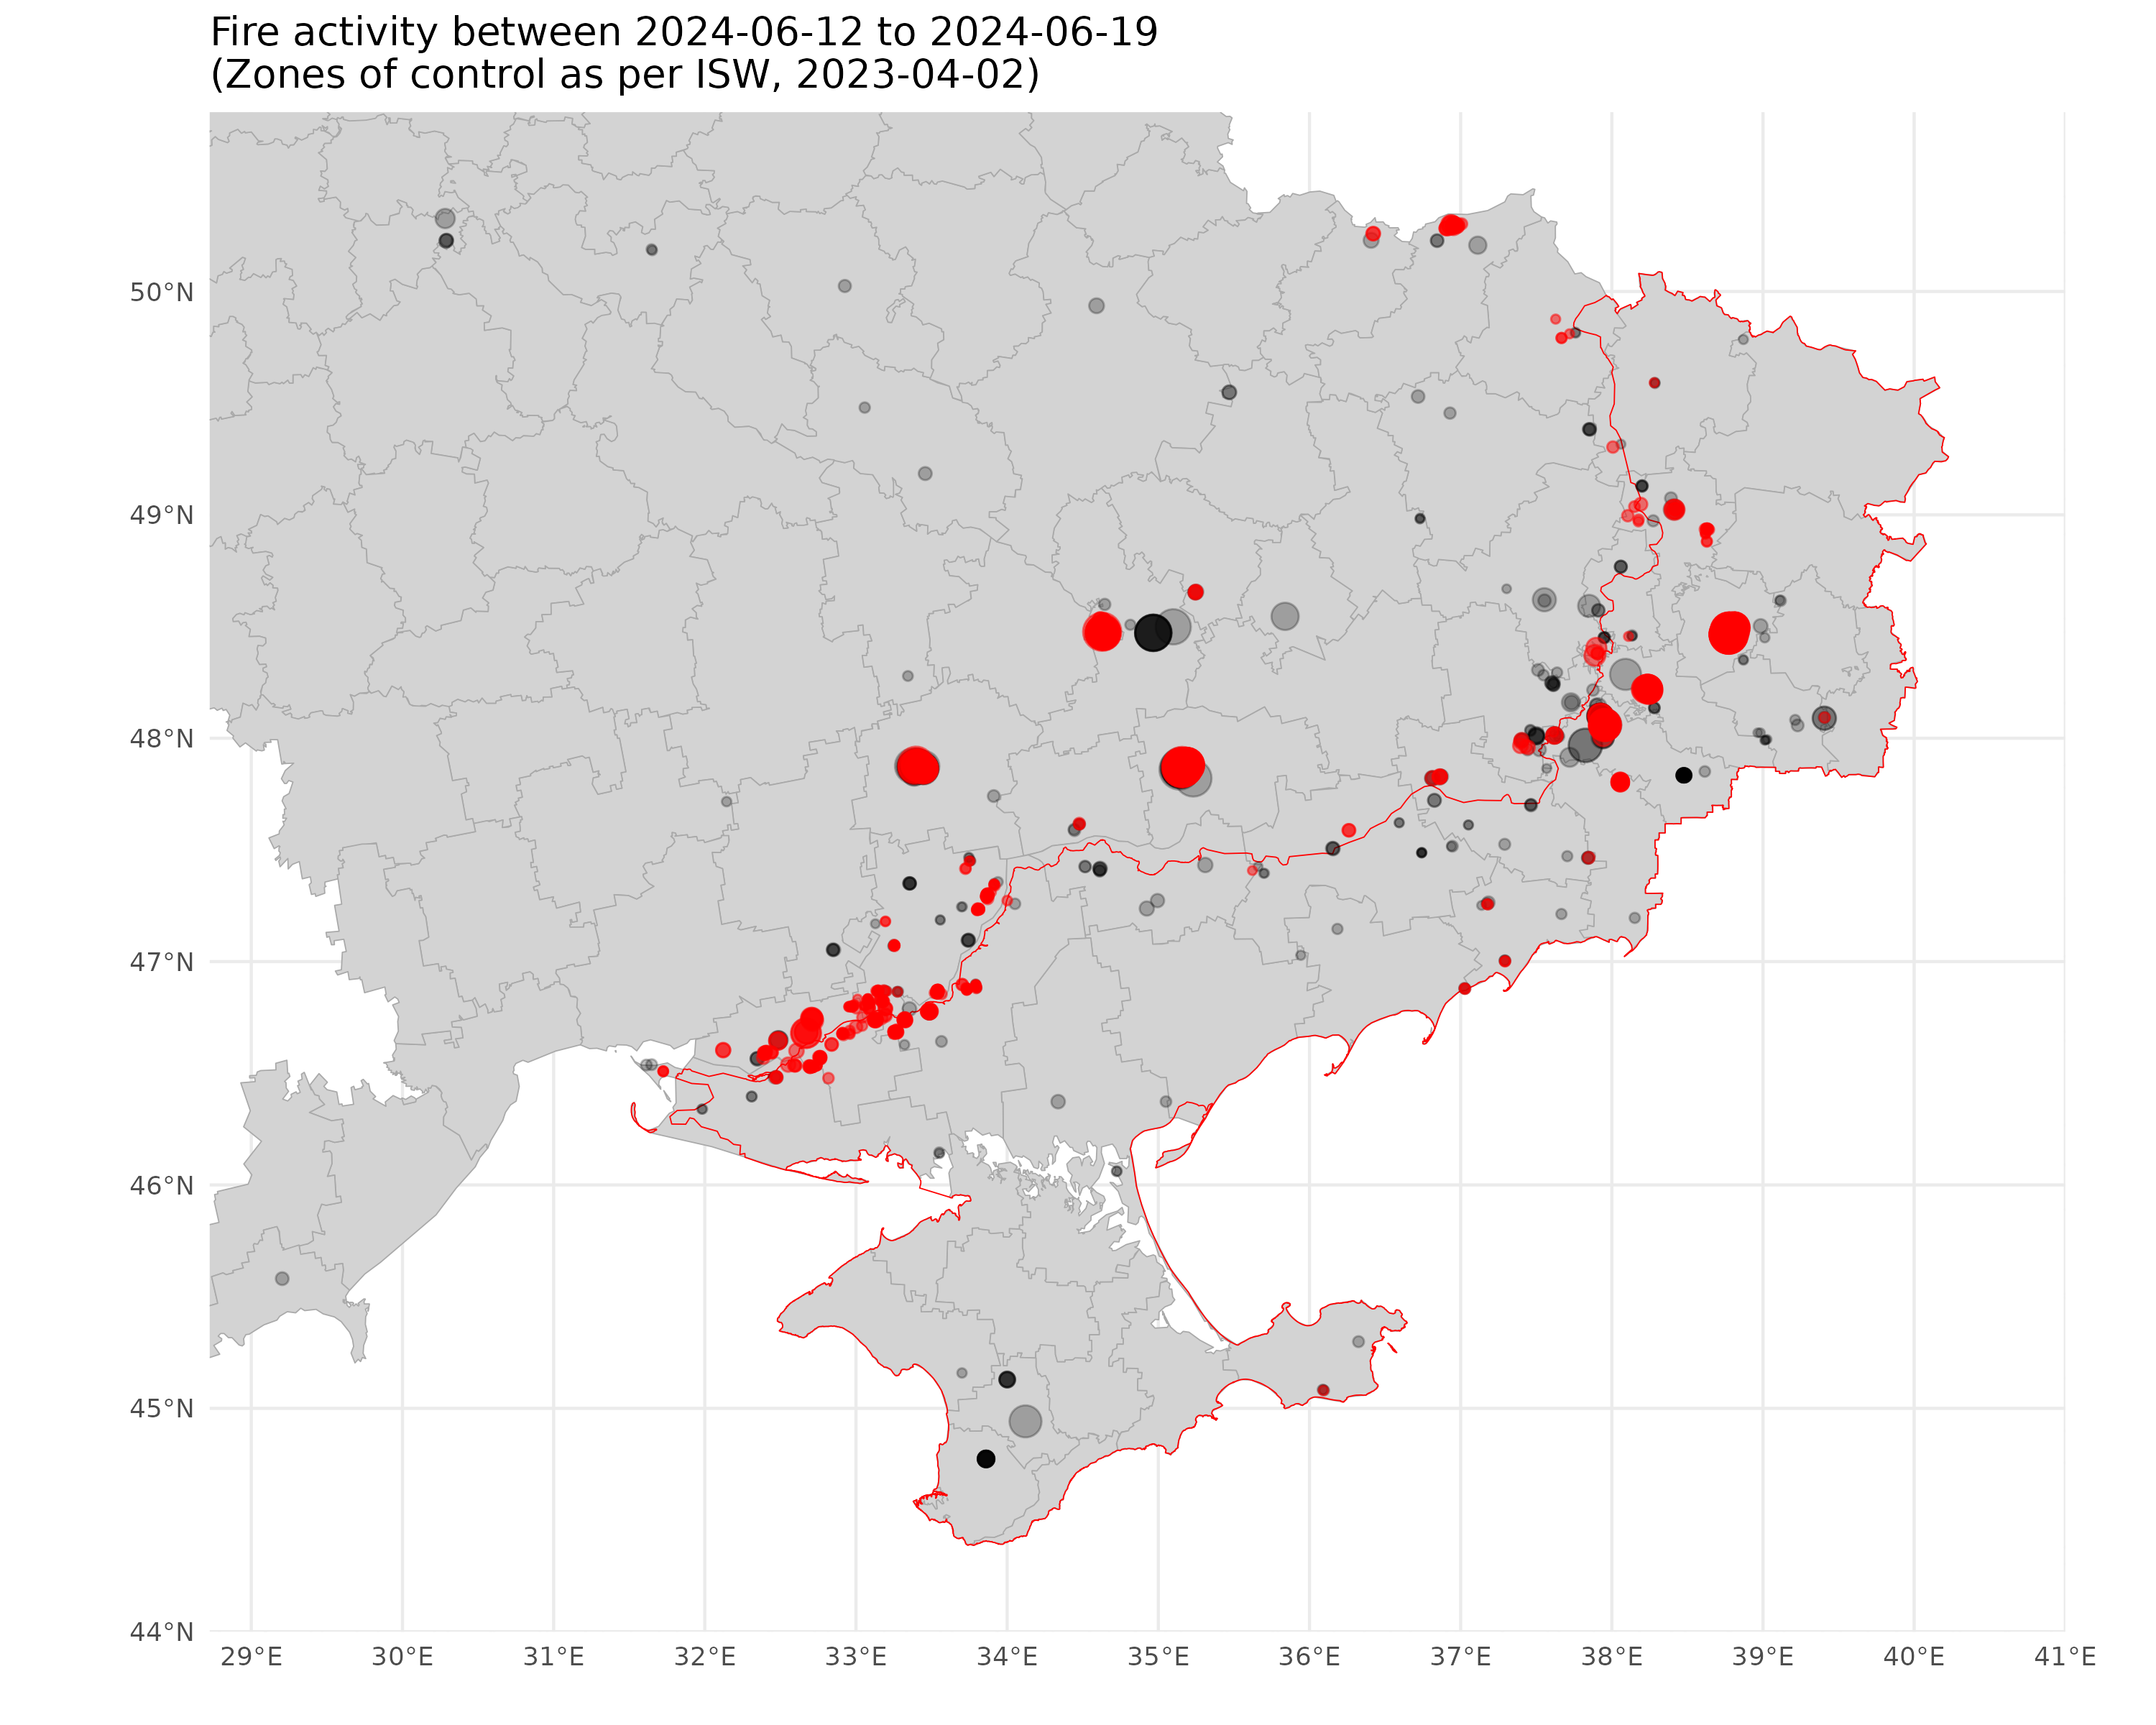 Fire activity between 2024-06-12 to 2024-06-19
(Zones of control as per ISW, 2023-04-02)
50°N
49°N
48°N
47°N
46°N
45°N
44°N
29°E 30°E 31°E 32°E 33°E 34°E 35°E 36°E 37°E 38°E 39°E 40°E 41°E